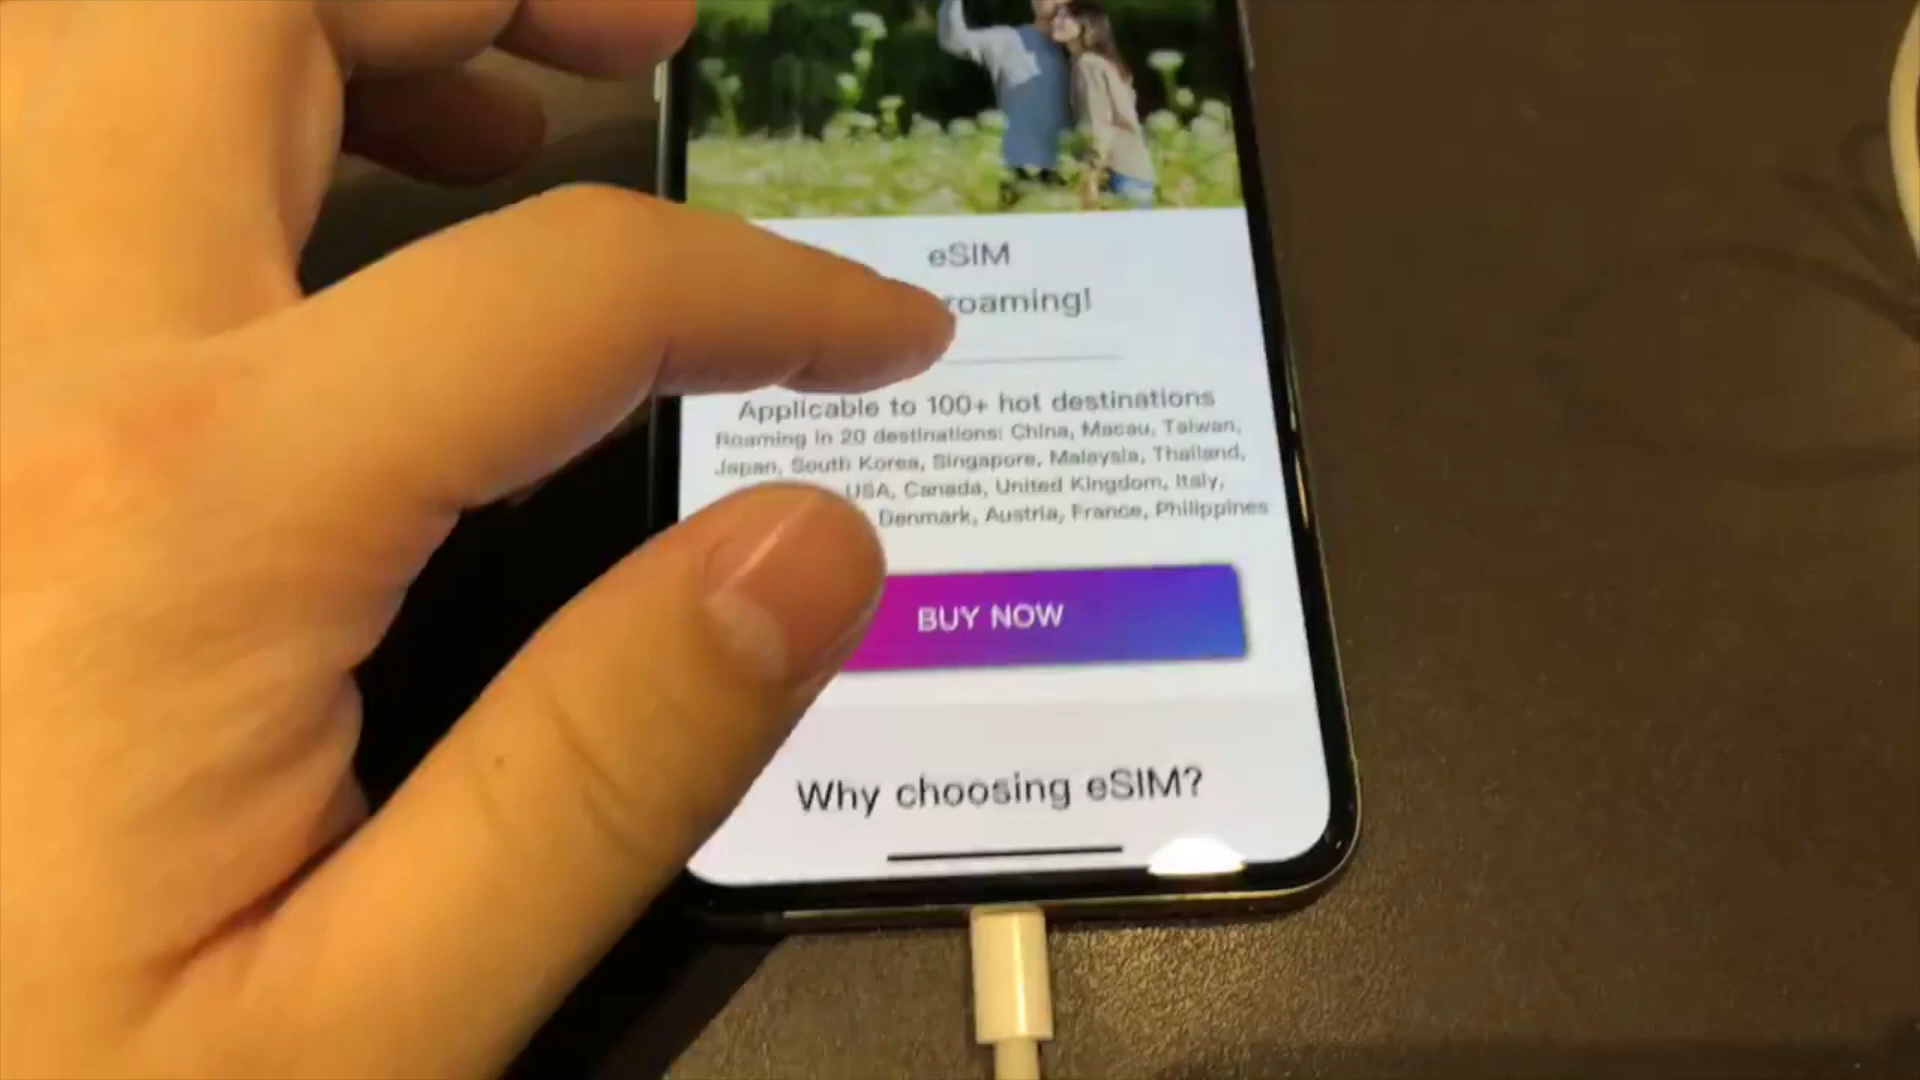 eSIM
roaming!
Applicable to 100+ hot destinations
Roaming in 20 destinations: China, Macau, Taiwan,
Japan, South Korea, Singapore, Malaysia, Thailand,
USA, Canada, United Kingdom, Italy,
Denmark, Austria, France, Philippines
BUY NOW
Why choosing eSIM?